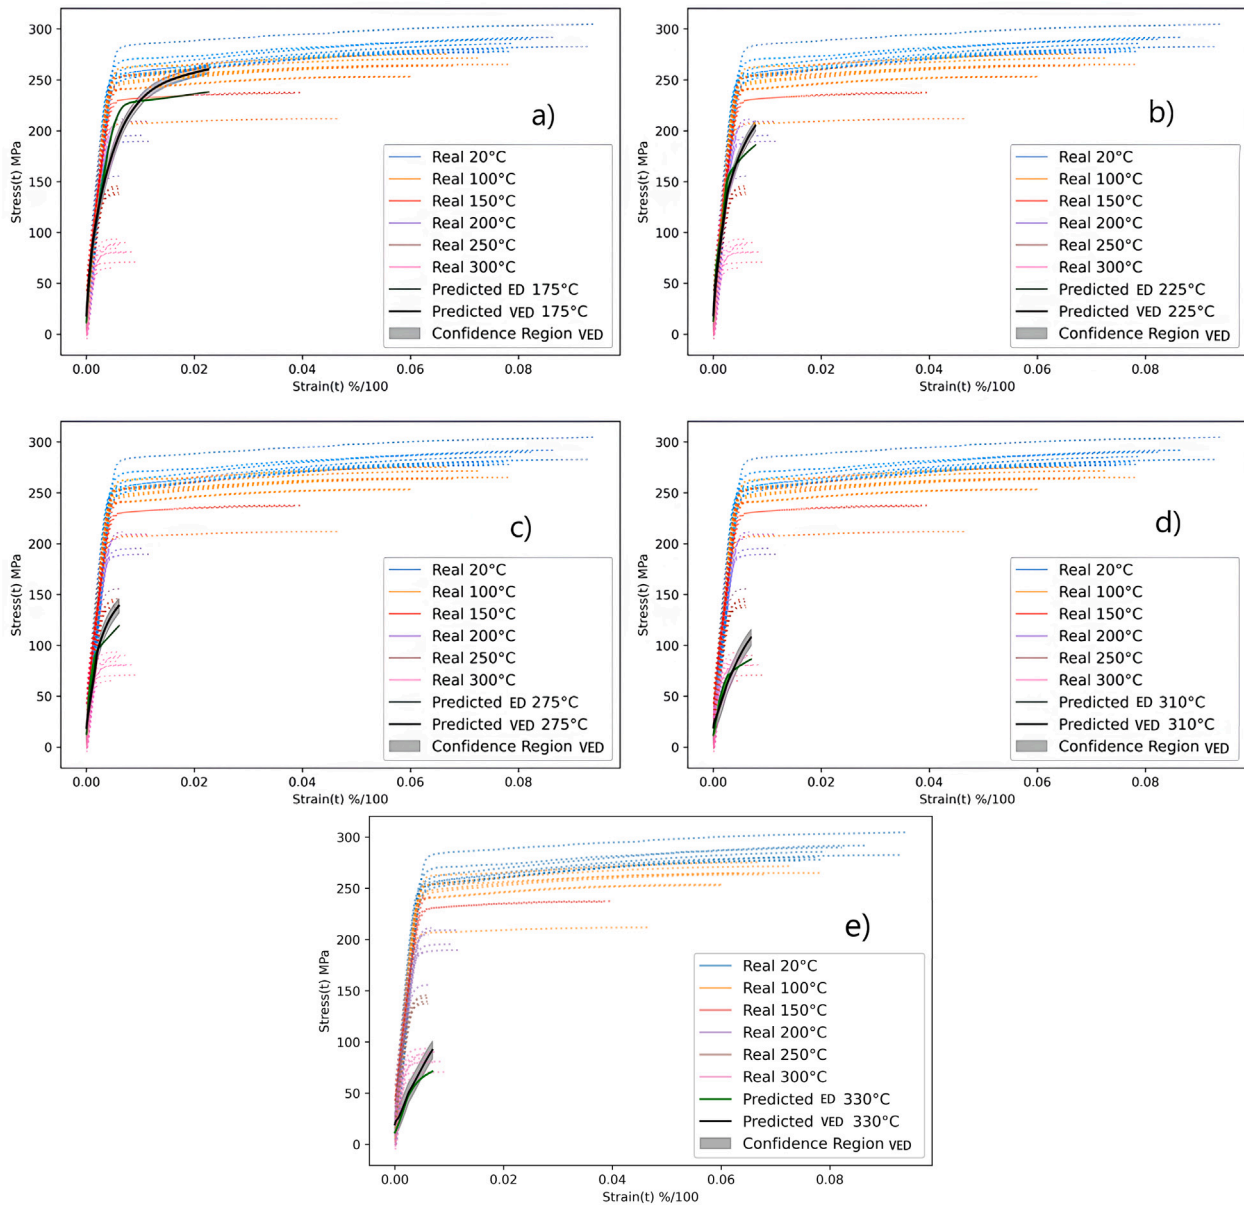 300
250
200
150
100
50
0
Stress(t) MPa
0.00 0.02 0.04 0.06 0.08
Strain(t) %/100
a)
Real 20°C
Real 100°C
Real 150°C
Real 200°C
Real 250°C
Real 300°C
Predicted ED 175°C
Predicted VED 175°C
Confidence Region VED
300
250
200
150
100
50
0
Stress(t) MPa
0.00 0.02 0.04 0.06 0.08
Strain(t) %/100
b)
Real 20°C
Real 100°C
Real 150°C
Real 200°C
Real 250°C
Real 300°C
Predicted ED 225°C
Predicted VED 225°C
Confidence Region VED
300
250
200
150
100
50
0
Stress(t) MPa
0.00 0.02 0.04 0.06 0.08
Strain(t) %/100
c)
Real 20°C
Real 100°C
Real 150°C
Real 200°C
Real 250°C
Real 300°C
Predicted ED 275°C
Predicted VED 275°C
Confidence Region VED
300
250
200
150
100
50
0
Stress(t) MPa
0.00 0.02 0.04 0.06 0.08
Strain(t) %/100
d)
Real 20°C
Real 100°C
Real 150°C
Real 200°C
Real 250°C
Real 300°C
Predicted ED 310°C
Predicted VED 310°C
Confidence Region VED
300
250
200
150
100
50
0
Stress(t) MPa
0.00 0.02 0.04 0.06 0.08
Strain(t) %/100
e)
Real 20°C
Real 100°C
Real 150°C
Real 200°C
Real 250°C
Real 300°C
Predicted ED 330°C
Predicted VED 330°C
Confidence Region VED